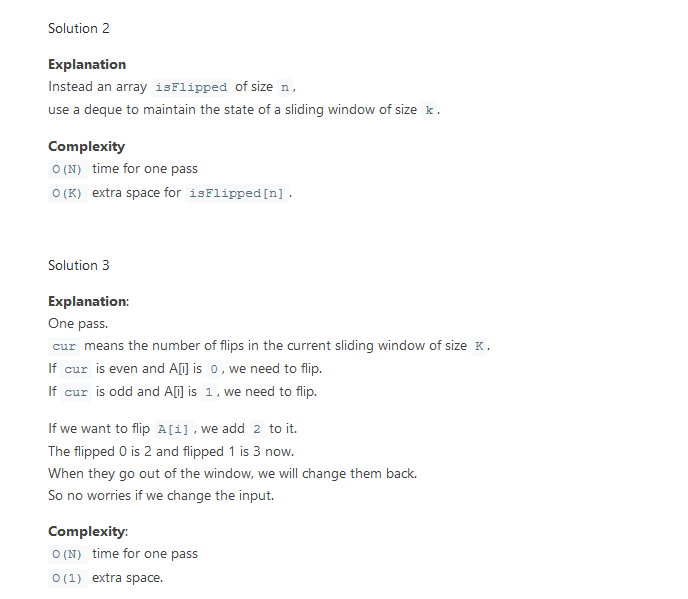 Solution 2
Explanation
Instead an array isFlipped of size n,
use a deque to maintain the state of a sliding window of size k.
Complexity
O(N) time for one pass
O(K) extra space for isFlipped[n] .
Solution 3
Explanation:
One pass.
cur means the number of flips in the current sliding window of size K.
If cur is even and A[i] is 0, we need to flip.
If cur is odd and A[i] is 1, we need to flip.
If we want to flip A[i], we add 2 to it.
The flipped 0 is 2 and flipped 1 is 3 now.
When they go out of the window, we will change them back.
So no worries if we change the input.
Complexity:
O(N) time for one pass
O(1) extra space.